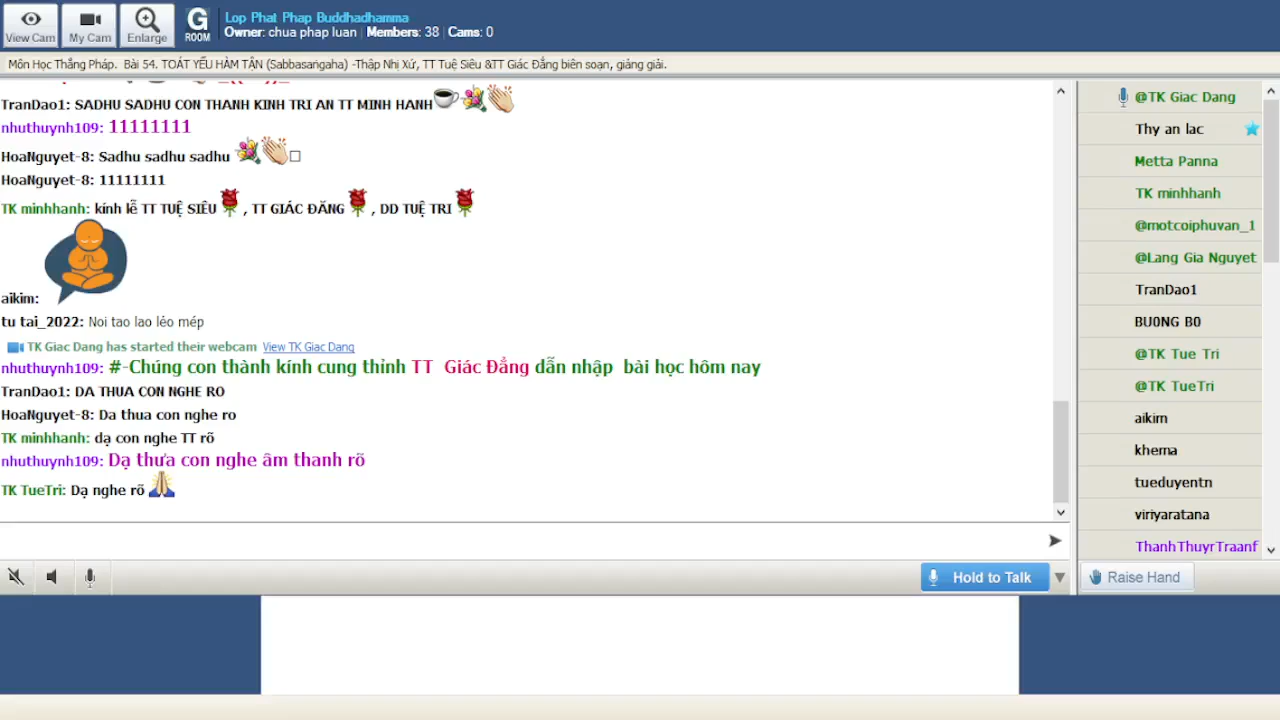 View Cam
My Cam
Enlarge
G
ROOM
Lop Phat Phap Buddhadhamma
Owner: chua phap luan | Members: 38 | Cams: 0
Môn Học Thắng Pháp.  Bài 54. TOÁT YẾU HÀM TẬN (Sabbasaṅgaha) -Thập Nhị Xứ, TT Tuệ Siêu &TT Giác Đẳng biên soạn, giảng giải.
TranDao1: SADHU SADHU CON THANH KINH TRI AN TT MINH HANH
nhuthuynh109: 11111111
HoaNguyet-8: Sadhu sadhu sadhu
HoaNguyet-8: 11111111
TK minhhanh: kính lễ TT TUỆ SIÊU , TT GIÁC ĐĂNG , DD TUỆ TRI
aikim:
tu tai_2022: Noi tao lao lẻo mép
TK Giac Dang has started their webcam View TK Giac Dang
nhuthuynh109: #-Chúng con thành kính cung thỉnh TT  Giác Đẳng dẫn nhập  bài học hôm nay
TranDao1: DA THUA CON NGHE RO
HoaNguyet-8: Da thua con nghe ro
TK minhhanh: dạ con nghe TT rõ
nhuthuynh109: Dạ thưa con nghe âm thanh rõ
TK TueTri: Dạ nghe rõ
@TK Giac Dang
Thy an lac
Metta Panna
TK minhhanh
@motcoiphuvan_1
@Lang Gia Nguyet
TranDao1
BU0NG B0
@TK Tue Tri
@TK TueTri
aikim
khema
tueduyentn
viriyaratana
ThanhThuyrTraanf
Hold to Talk
Raise Hand